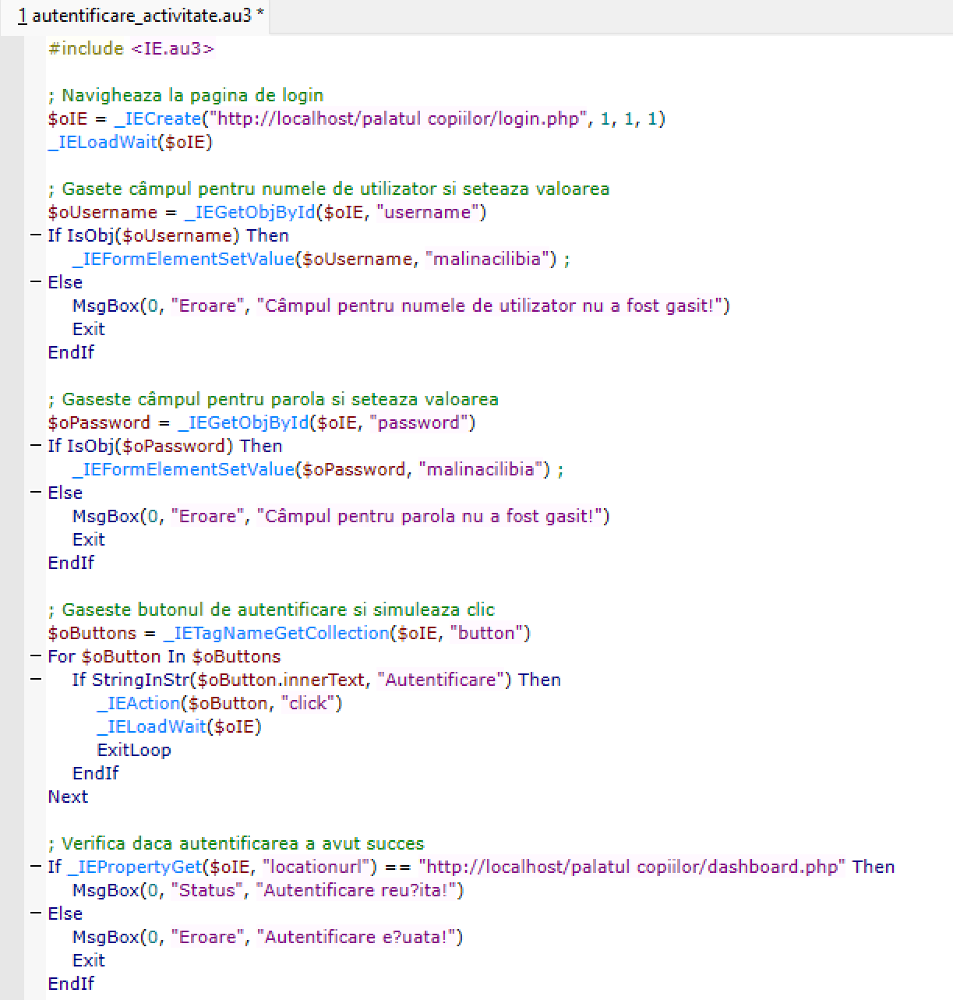 1 autentificare_activitate.au3 *
#include <IE.au3>
; Navigheaza la pagina de login
$oIE = _IECreate("http://localhost/palatul copiilor/login.php", 1, 1, 1)
_IELoadWait($oIE)
; Gasete câmpul pentru numele de utilizator si seteaza valoarea
$oUsername = _IEGetObjById($oIE, "username")
If IsObj($oUsername) Then
_IEFormElementSetValue($oUsername, "malinacilibia") ;
Else
MsgBox(0, "Eroare", "Câmpul pentru numele de utilizator nu a fost gasit!")
Exit
EndIf
; Gaseste câmpul pentru parola si seteaza valoarea
$oPassword = _IEGetObjById($oIE, "password")
If IsObj($oPassword) Then
_IEFormElementSetValue($oPassword, "malinacilibia") ;
Else
MsgBox(0, "Eroare", "Câmpul pentru parola nu a fost gasit!")
Exit
EndIf
; Gaseste butonul de autentificare si simuleaza clic
$oButtons = _IETagNameGetCollection($oIE, "button")
For $oButton In $oButtons
If StringInStr($oButton.innerText, "Autentificare") Then
_IEAction($oButton, "click")
_IELoadWait($oIE)
ExitLoop
EndIf
Next
; Verifica daca autentificarea a avut succes
If _IEPropertyGet($oIE, "locationurl") == "http://localhost/palatul copiilor/dashboard.php" Then
MsgBox(0, "Status", "Autentificare reu?ita!")
Else
MsgBox(0, "Eroare", "Autentificare e?uata!")
Exit
EndIf